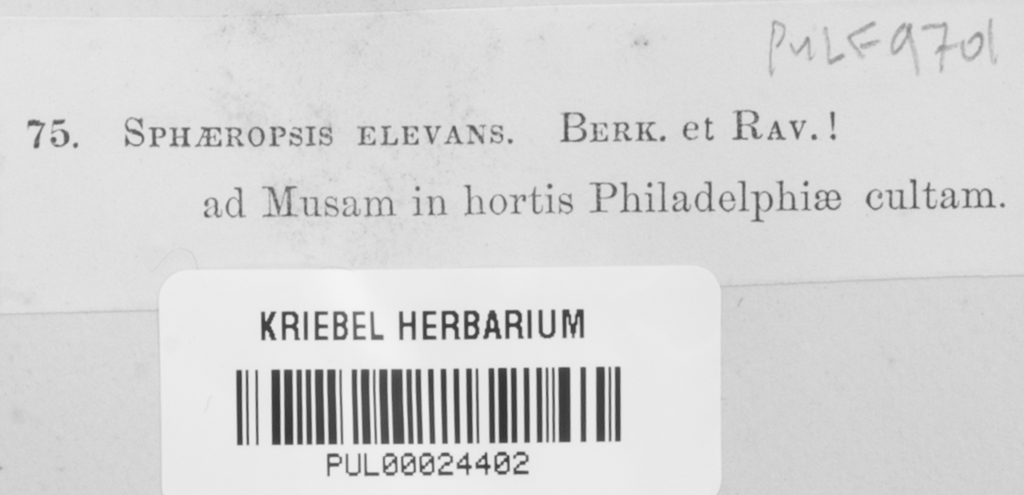 PULF9701
75. SPHÆROPSIS ELEVANS. BERK. et RAV.!
ad Musam in hortis Philadelphiæ cultam.
KRIEBEL HERBARIUM
PUL00024402